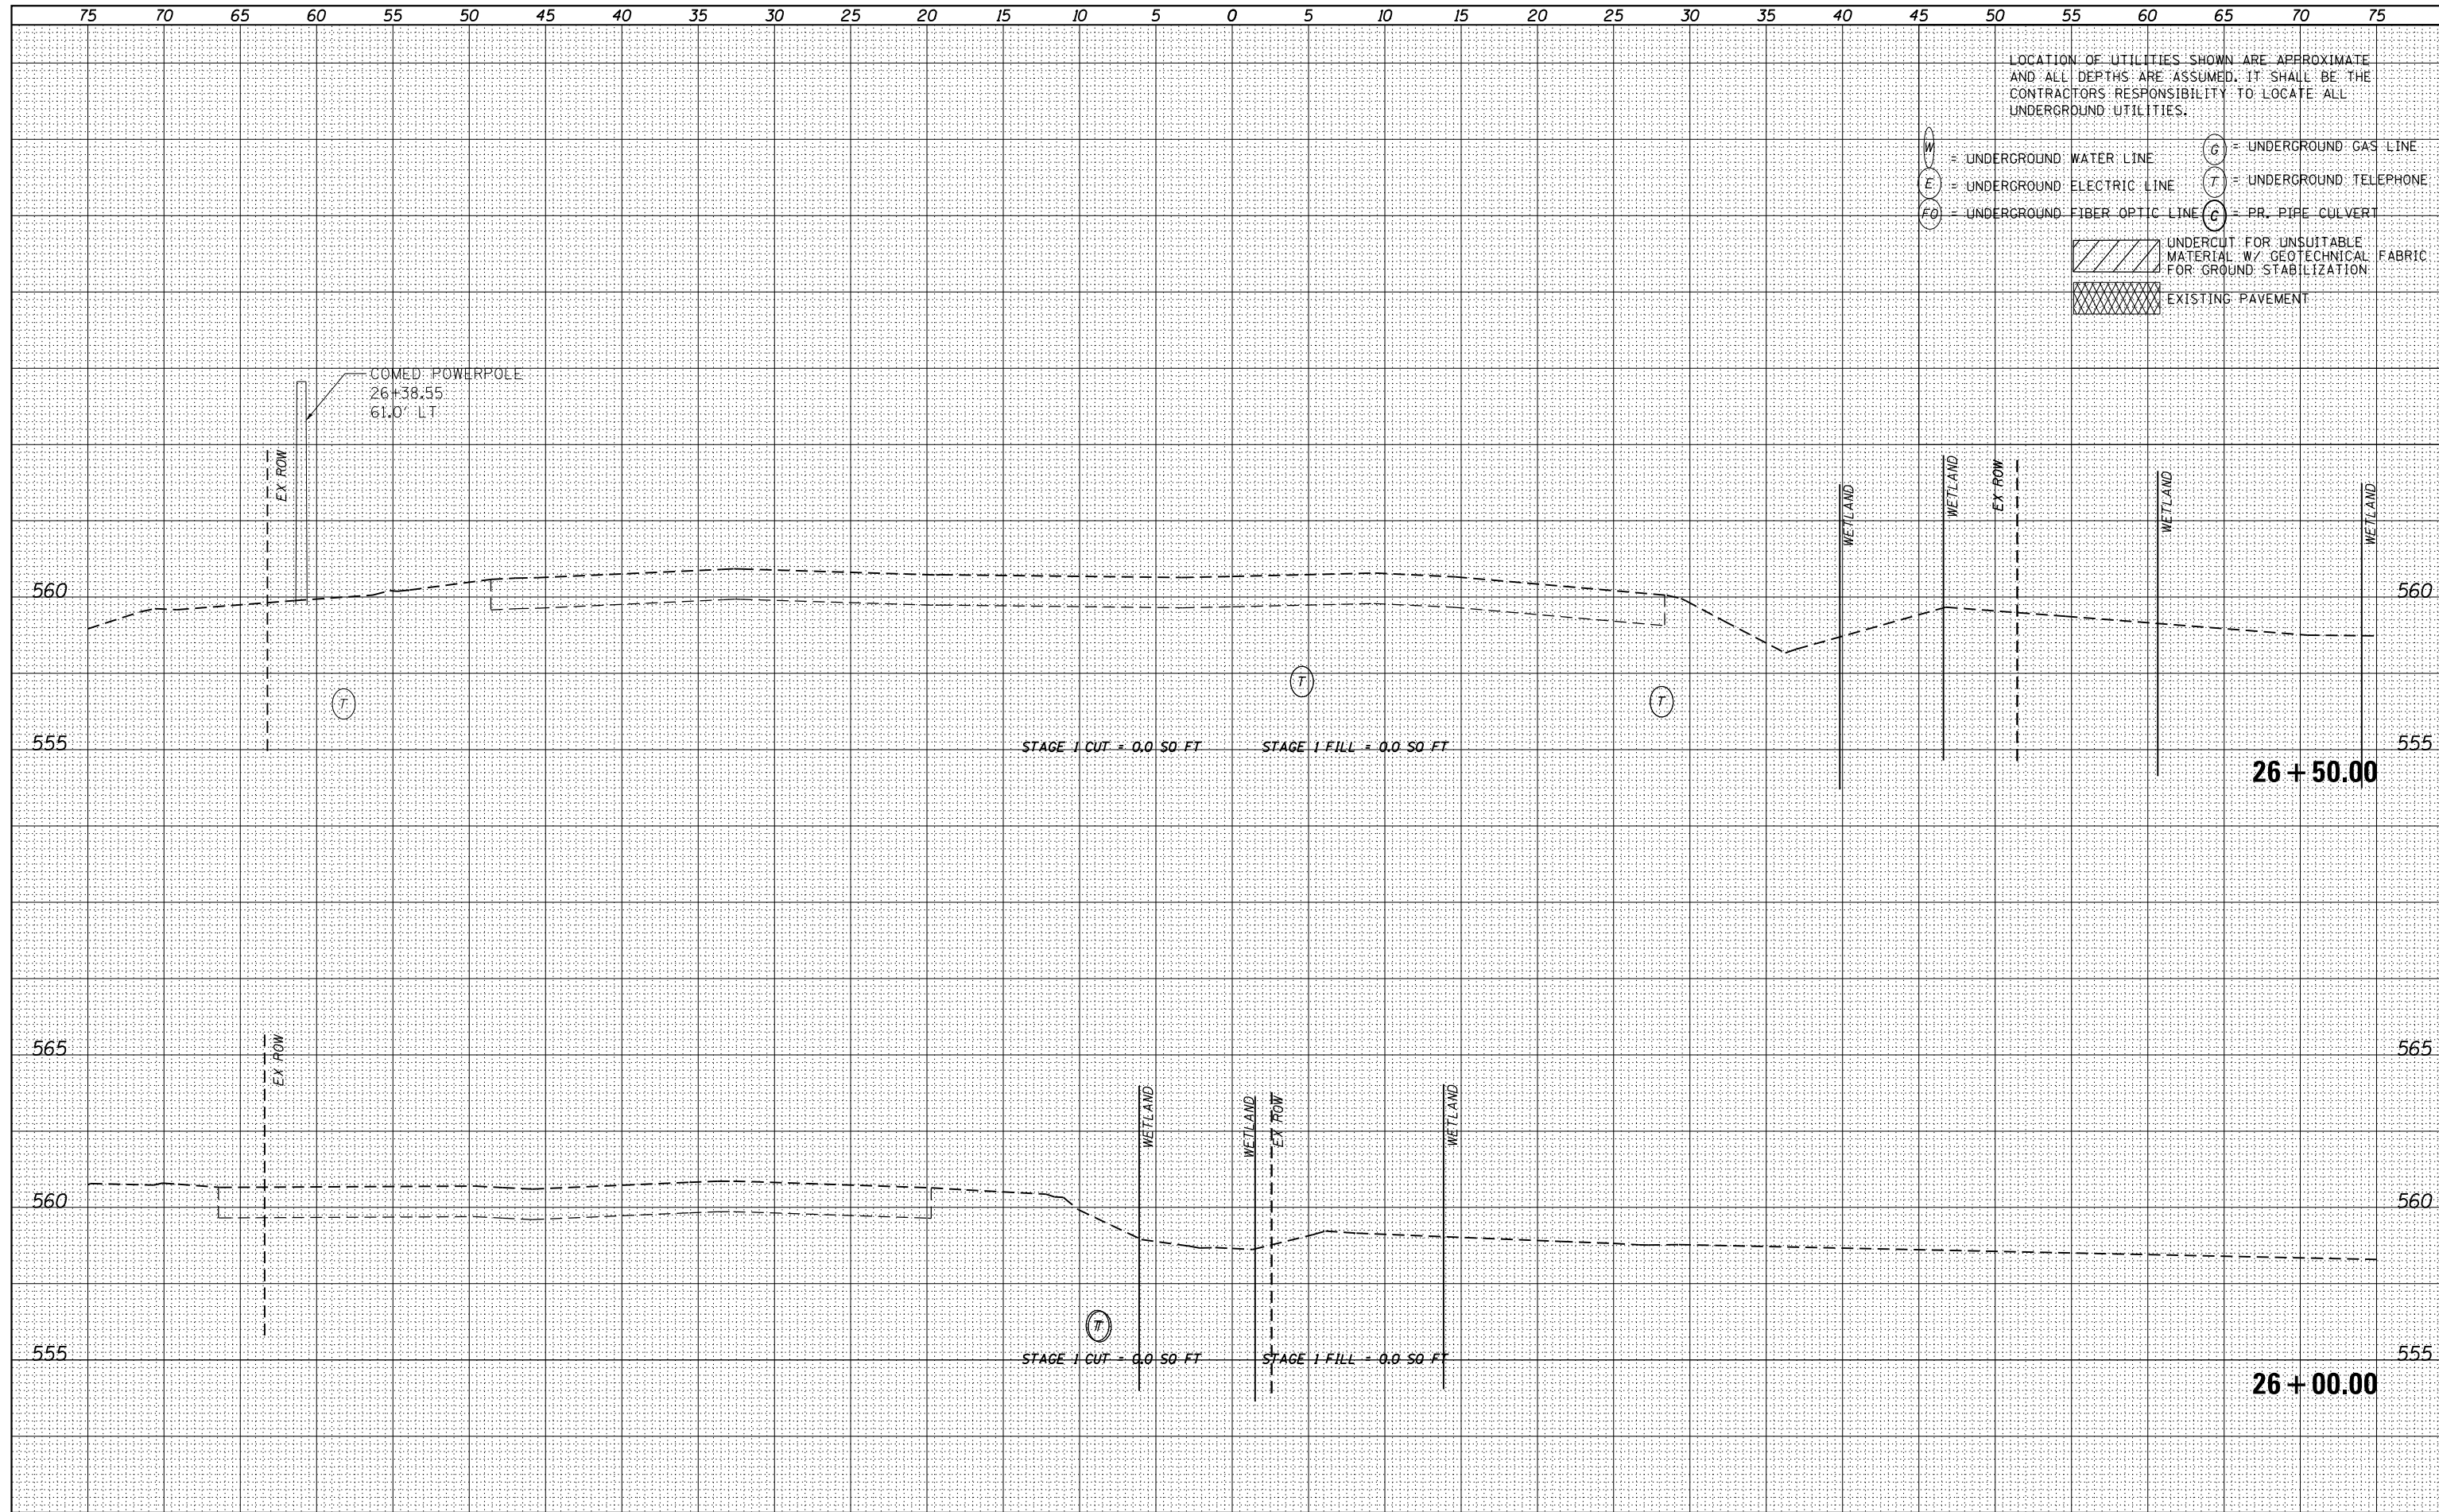 75 70 65 60 55 50 45 40 35 30 25 20 15 10 5 0 5 10 15 20 25 30 35 40 45 50 55 60 65 70 75
LOCATION OF UTILITIES SHOWN ARE APPROXIMATE
AND ALL DEPTHS ARE ASSUMED. IT SHALL BE THE
CONTRACTORS RESPONSIBILITY TO LOCATE ALL
UNDERGROUND UTILITIES.
W = UNDERGROUND WATER LINE
G = UNDERGROUND GAS LINE
E = UNDERGROUND ELECTRIC LINE
T = UNDERGROUND TELEPHONE
FO = UNDERGROUND FIBER OPTIC LINE
C = PR. PIPE CULVERT
UNDERCUT FOR UNSUITABLE
MATERIAL W/ GEOTECHNICAL FABRIC
FOR GROUND STABILIZATION
EXISTING PAVEMENT
COMED POWERPOLE
26+38.55
61.0' LT
EX ROW
WETLAND
WETLAND
EX ROW
WETLAND
WETLAND
560
560
T
T
T
555
STAGE 1 CUT = 0.0 SQ FT
STAGE 1 FILL = 0.0 SQ FT
555
26+50.00
565
565
EX ROW
WETLAND
WETLAND
EX ROW
WETLAND
560
560
T
T
555
STAGE 1 CUT = 0.0 SQ FT
STAGE 1 FILL = 0.0 SQ FT
555
26+00.00